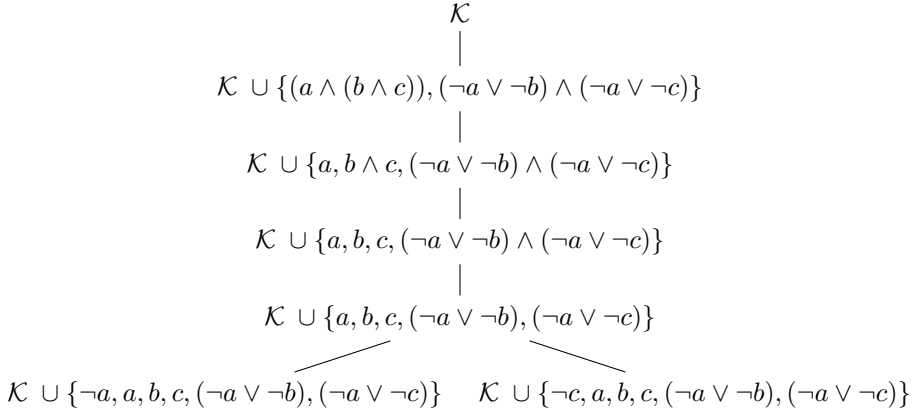 𝒦
𝒦 ∪ {(a ∧ (b ∧ c)), (¬a ∨ ¬b) ∧ (¬a ∨ ¬c)}
𝒦 ∪ {a, b ∧ c, (¬a ∨ ¬b) ∧ (¬a ∨ ¬c)}
𝒦 ∪ {a, b, c, (¬a ∨ ¬b) ∧ (¬a ∨ ¬c)}
𝒦 ∪ {a, b, c, (¬a ∨ ¬b), (¬a ∨ ¬c)}
𝒦 ∪ {¬a, a, b, c, (¬a ∨ ¬b), (¬a ∨ ¬c)} 𝒦 ∪ {¬c, a, b, c, (¬a ∨ ¬b), (¬a ∨ ¬c)}